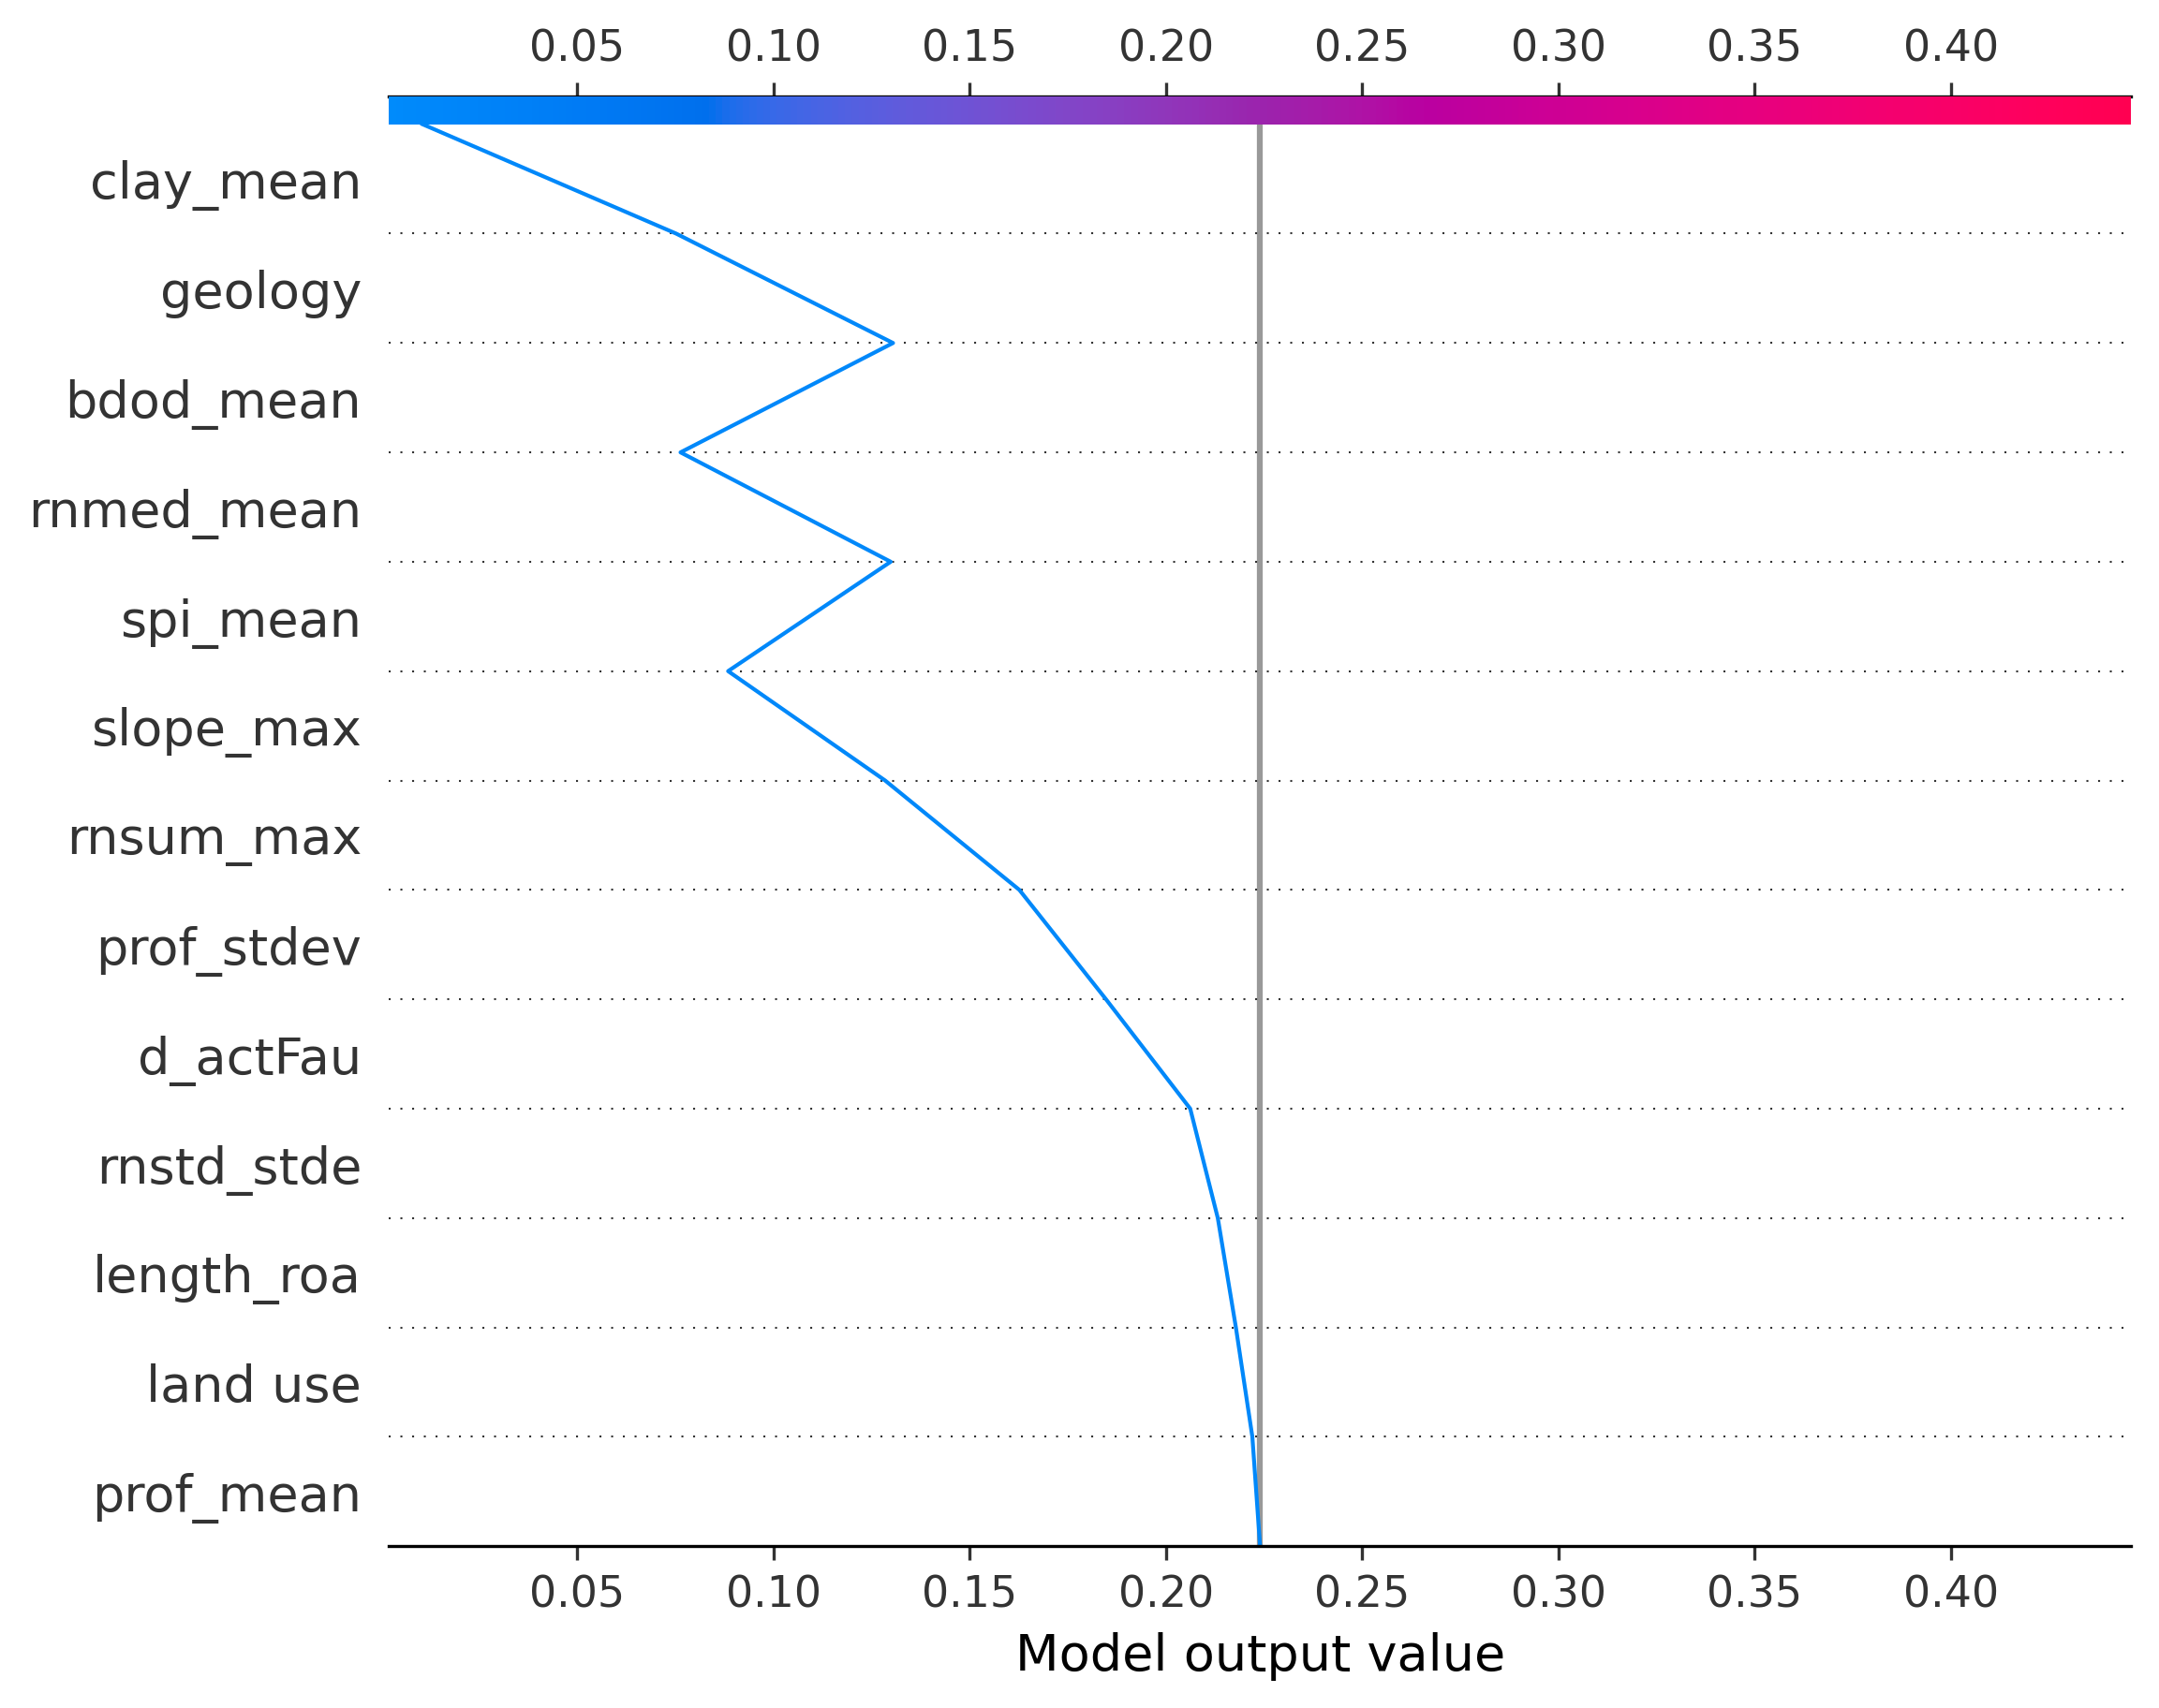 0.05 0.10 0.15 0.20 0.25 0.30 0.35 0.40
clay_mean
geology
bdod_mean
rnmed_mean
spi_mean
slope_max
rnsum_max
prof_stdev
d_actFau
rnstd_stde
length_roa
land use
prof_mean
0.05 0.10 0.15 0.20 0.25 0.30 0.35 0.40
Model output value